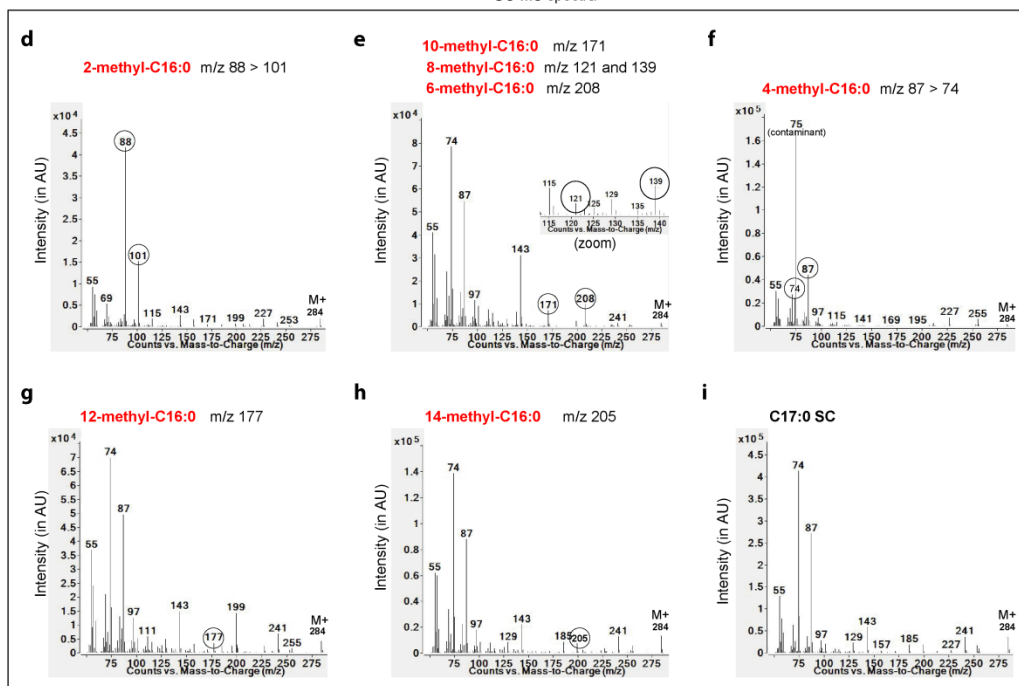 d
2-methyl-C16:0 m/z 88 > 101
x10⁴
Intensity (in AU)
4.5
4
3.5
3
2.5
2
1.5
1
0.5
0
88
101
55
69
115
143
171
199
227
253
M+
284
75 100 125 150 175 200 225 250 275
Counts vs. Mass-to-Charge (m/z)
e
10-methyl-C16:0 m/z 171
8-methyl-C16:0 m/z 121 and 139
6-methyl-C16:0 m/z 208
x10⁴
Intensity (in AU)
8
7
6
5
4
3
2
1
0
74
87
55
97
143
171
208
241
M+
284
115
121
125
129
135
139
115 120 125 130 135 140
Counts vs. Mass-to-Charge (m/z)
(zoom)
75 100 125 150 175 200 225 250 275
Counts vs. Mass-to-Charge (m/z)
f
4-methyl-C16:0 m/z 87 > 74
x10⁵
Intensity (in AU)
1.6
1.4
1.2
1
0.8
0.6
0.4
0.2
0
75
(contaminant)
87
55
74
97
115
141
169
195
227
255
M+
284
75 100 125 150 175 200 225 250 275
Counts vs. Mass-to-Charge (m/z)
g
12-methyl-C16:0 m/z 177
x10⁴
Intensity (in AU)
7
6.5
6
5.5
5
4.5
4
3.5
3
2.5
2
1.5
1
0.5
0
74
87
55
97
111
143
177
199
241
255
M+
284
75 100 125 150 175 200 225 250 275
Counts vs. Mass-to-Charge (m/z)
h
14-methyl-C16:0 m/z 205
x10⁵
Intensity (in AU)
1.4
1.2
1
0.8
0.6
0.4
0.2
0
74
87
55
97
129
143
185
205
241
M+
284
75 100 125 150 175 200 225 250 275
Counts vs. Mass-to-Charge (m/z)
i
C17:0 SC
x10⁵
Intensity (in AU)
4.5
4
3.5
3
2.5
2
1.5
1
0.5
0
74
87
55
97
129
143
157
185
227
241
M+
284
75 100 125 150 175 200 225 250 275
Counts vs. Mass-to-Charge (m/z)